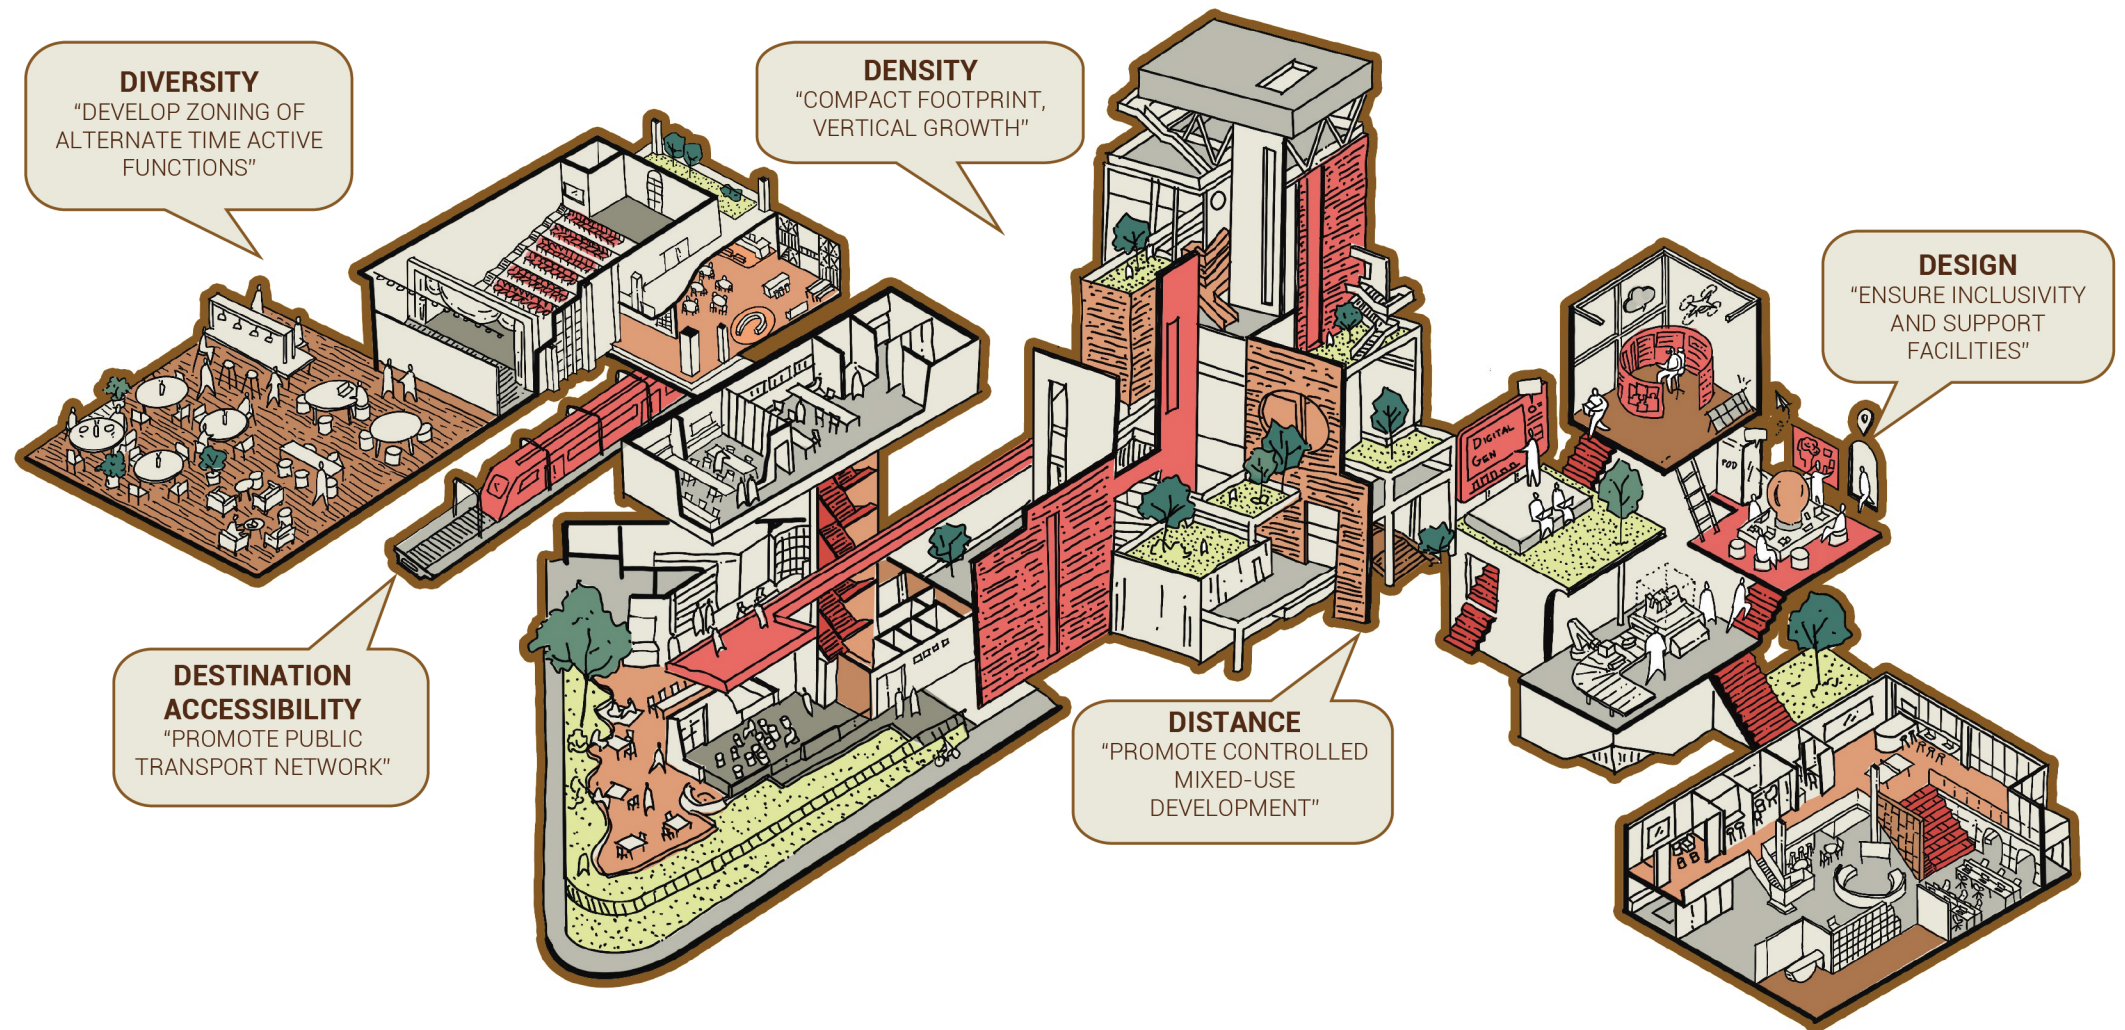 DIVERSITY
“DEVELOP ZONING OF
ALTERNATE TIME ACTIVE
FUNCTIONS”
DENSITY
“COMPACT FOOTPRINT,
VERTICAL GROWTH”
DESIGN
“ENSURE INCLUSIVITY
AND SUPPORT
FACILITIES”
DIGITAL
GEN
POD
DESTINATION
ACCESSIBILITY
“PROMOTE PUBLIC
TRANSPORT NETWORK”
DISTANCE
“PROMOTE CONTROLLED
MIXED-USE
DEVELOPMENT”